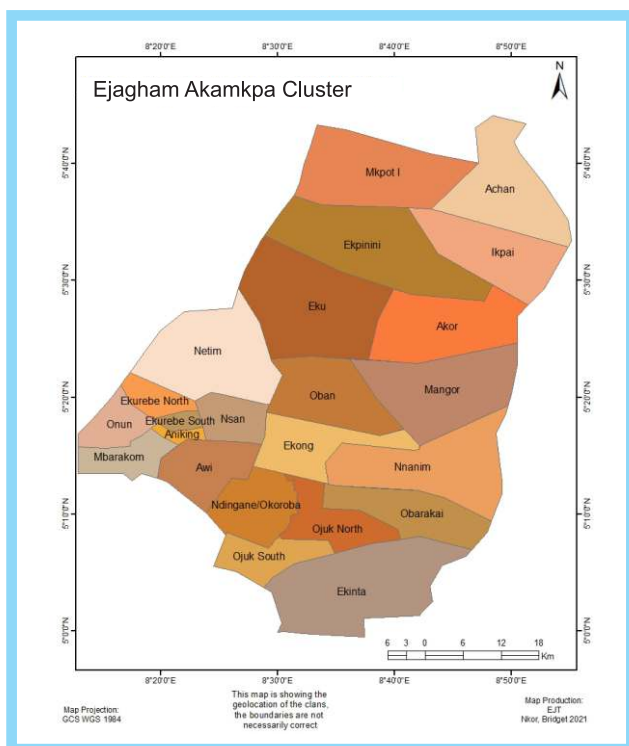 8°20'0"E 8°30'0"E 8°40'0"E 8°50'0"E
Ejagham Akamkpa Cluster
N
5°40'0"N 5°40'0"N
Mkpot I
Achan
Ekpinini
Ikpai
5°30'0"N 5°30'0"N
Eku
Akor
Netim
Mangor
Oban
5°20'0"N 5°20'0"N
Ekurebe North
Ekurebe South
Nsan
Onun
Aniking
Ekong
Mbarakom
Awi
Nnanim
Ndingane/Okoroba
Obarakai
5°10'0"N 5°10'0"N
Ojuk North
Ojuk South
Ekinta
5°0'0"N 5°0'0"N
6 3 0 6 12 18
Km
8°20'0"E 8°30'0"E 8°40'0"E 8°50'0"E
Map Projection:
GCS WGS 1984
This map is showing the
geolocation of the clans,
the boundaries are not
necessarily correct
Map Production:
EJT
Nkor, Bridget 2021